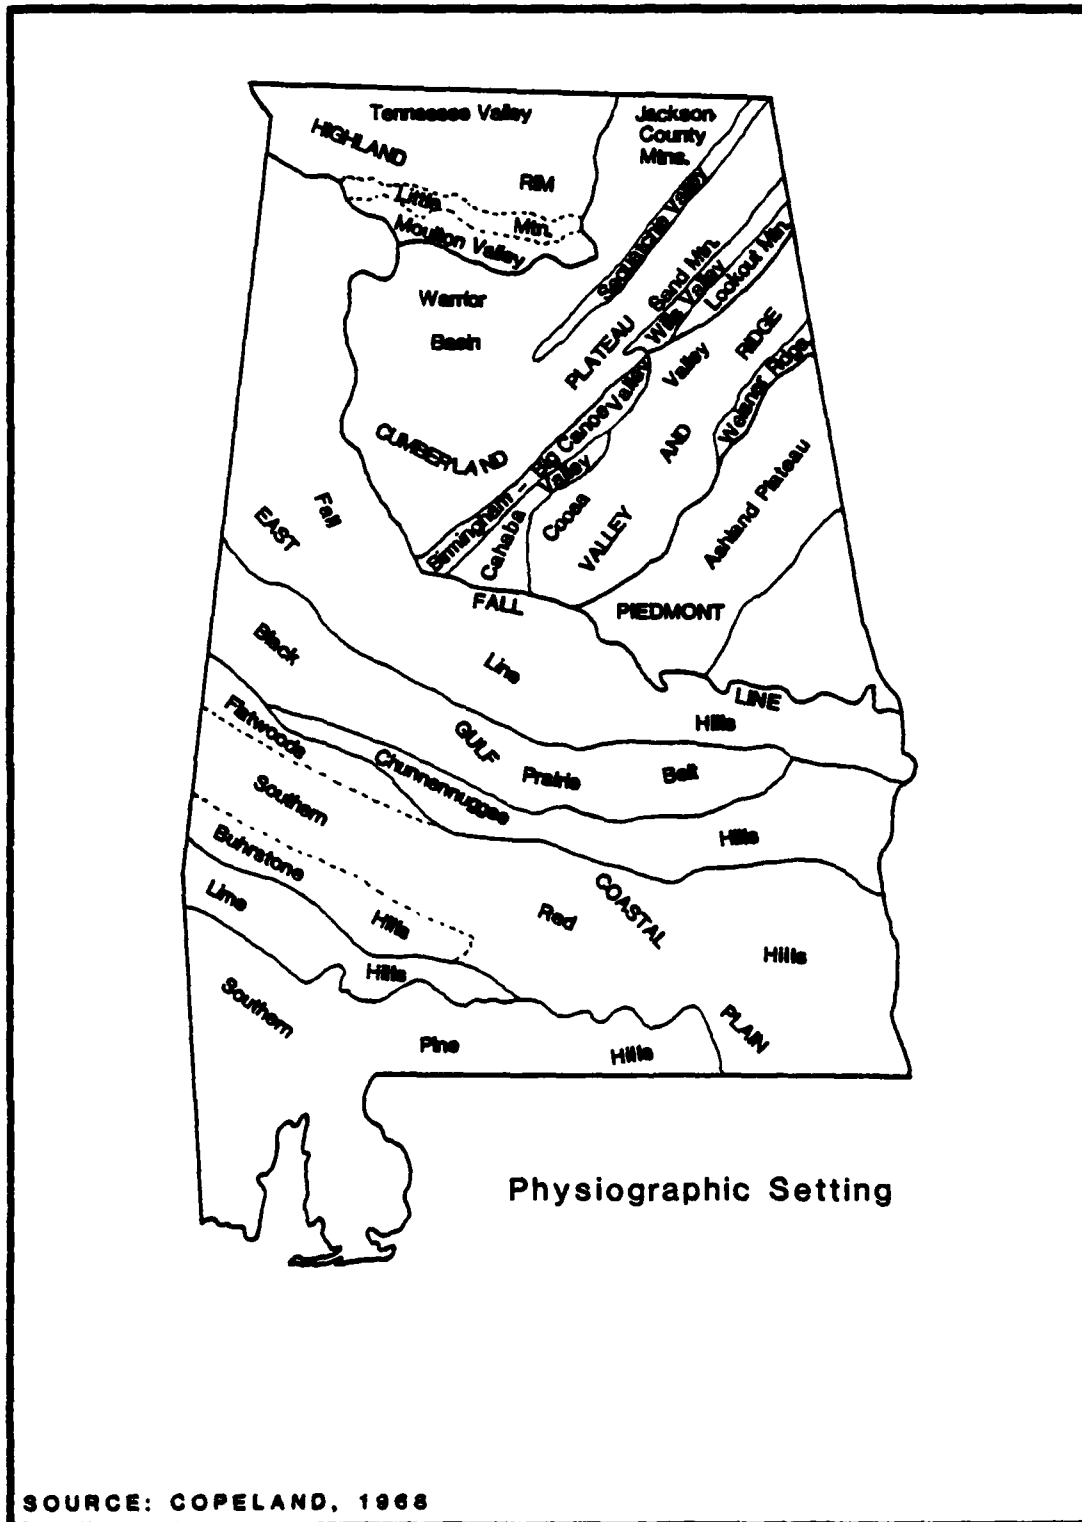 Tennessee Valley
HIGHLAND
RIM
Jackson
County
Mtns.
Little
Mtn.
Moulton Valley
Sequatchie Valley
Sand Mtn.
Wills Valley
Lookout Mtn.
Warrior
Basin
PLATEAU
CUMBERLAND
Birmingham - Big Canoe Valley
Cahaba Valley
Coosa
Valley
VALLEY
AND
RIDGE
Weisner Ridge
Ashland Plateau
PIEDMONT
FALL
LINE
EAST
GULF
COASTAL
PLAIN
Fall
Line
Hills
Black
Prairie
Belt
Flatwoods
Chunnennuggee
Hills
Southern
Red
Hills
Buhrstone
Hills
Lime
Hills
Southern
Pine
Hills
Physiographic Setting
SOURCE: COPELAND, 1968